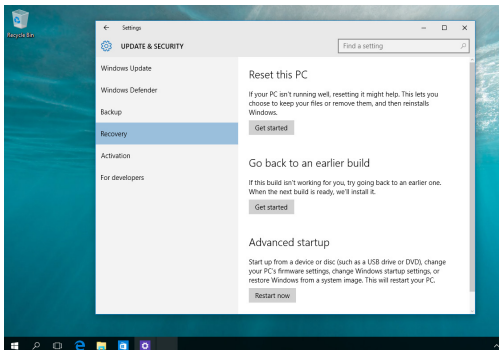 Recycle Bin
Settings
UPDATE & SECURITY
Find a setting
Windows Update
Windows Defender
Backup
Recovery
Activation
For developers
Reset this PC
If your PC isn't running well, resetting it might help. This lets you
choose to keep your files or remove them, and then reinstalls
Windows.
Get started
Go back to an earlier build
If this build isn't working for you, try going back to an earlier one.
When the next build is ready, we'll install it.
Get started
Advanced startup
Start up from a device or disc (such as a USB drive or DVD), change
your PC's firmware settings, change Windows startup settings, or
restore Windows from a system image. This will restart your PC.
Restart now